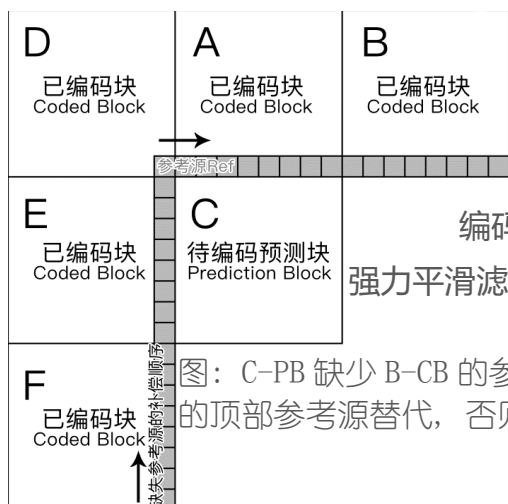 D
已编码块
Coded Block
A
已编码块
Coded Block
B
已编码块
Coded Block
参考源Ref
E
已编码块
Coded Block
C
待编码预测块
Prediction Block
编码
强力平滑滤
F
已编码块
Coded Block
缺失参考源的补偿顺序
图：C-PB 缺少 B-CB 的参
的顶部参考源替代，否则